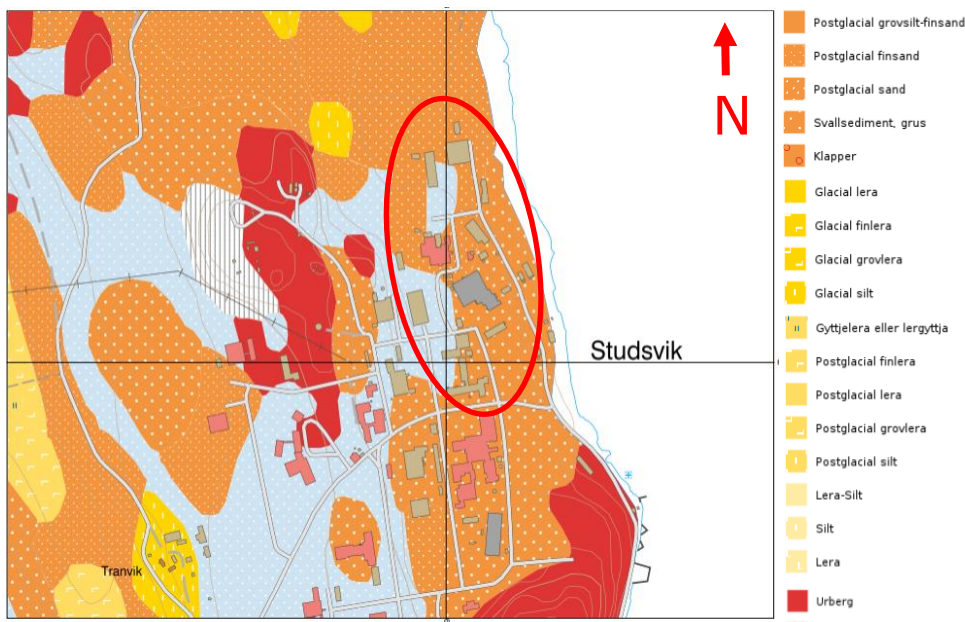 N
Studsvik
Tranvik
Postglacial grovsilt-finsand
Postglacial finsand
Postglacial sand
Svallsediment, grus
Klapper
Glacial lera
Glacial finlera
Glacial grovlera
Glacial silt
Gyttjelera eller lergyttja
Postglacial finlera
Postglacial lera
Postglacial grovlera
Postglacial silt
Lera-Silt
Silt
Lera
Urberg